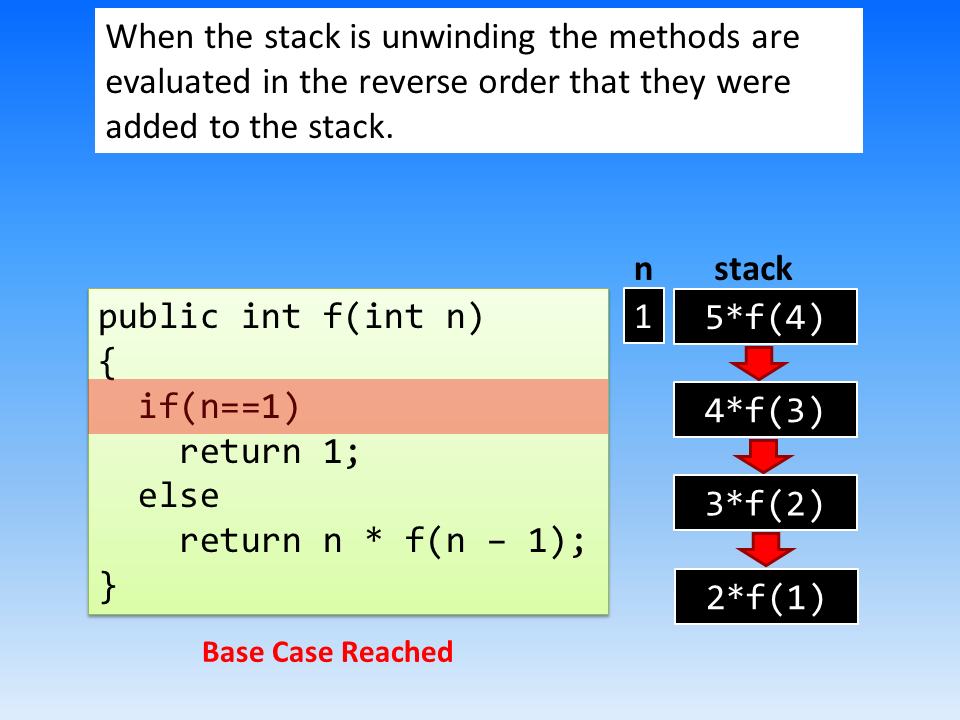 When the stack is unwinding the methods are
evaluated in the reverse order that they were
added to the stack.
n stack
public int f(int n)
{
if(n==1)
return 1;
else
return n * f(n – 1);
}
1 5*f(4)
4*f(3)
3*f(2)
2*f(1)
Base Case Reached